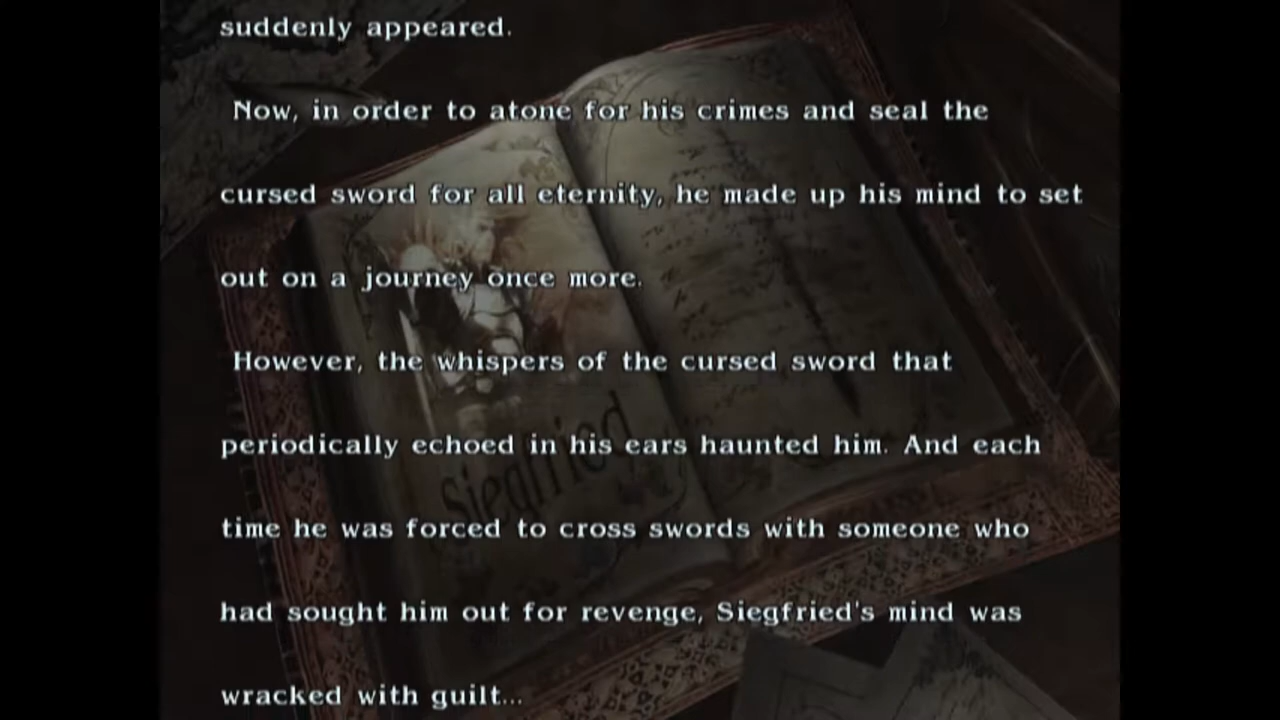 suddenly appeared.
Now, in order to atone for his crimes and seal the
cursed sword for all eternity, he made up his mind to set
out on a journey once more.
However, the whispers of the cursed sword that
periodically echoed in his ears haunted him. And each
time he was forced to cross swords with someone who
had sought him out for revenge, Siegfried's mind was
wracked with guilt...
Siegfried